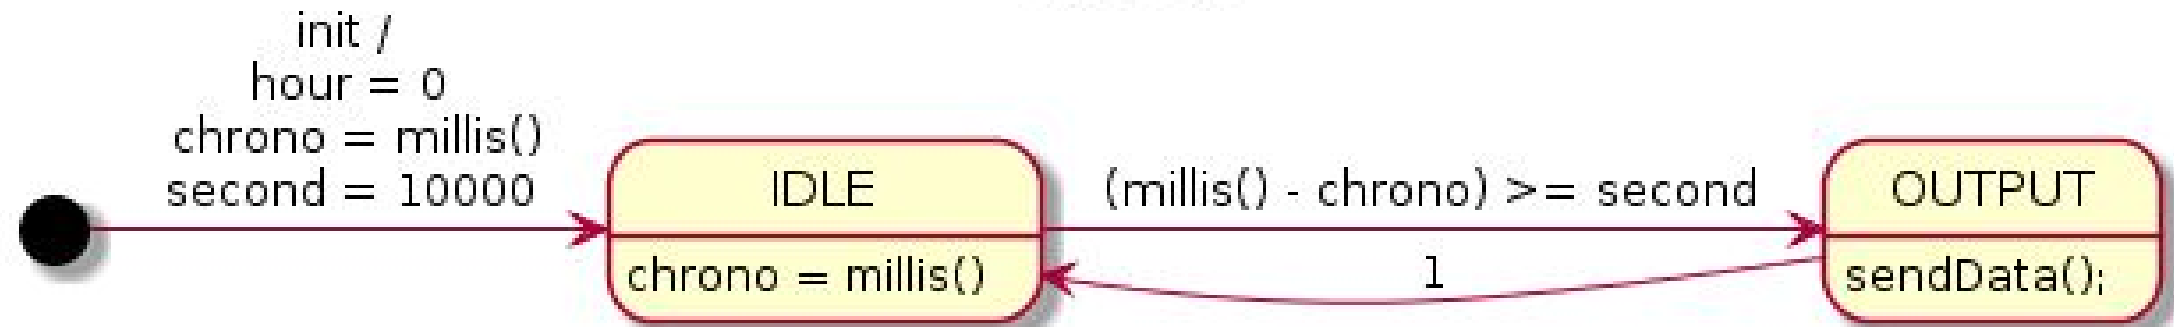 init /
hour = 0
chrono = millis()
second = 10000
IDLE
chrono = millis()
(millis() - chrono) >= second
1
OUTPUT
sendData();